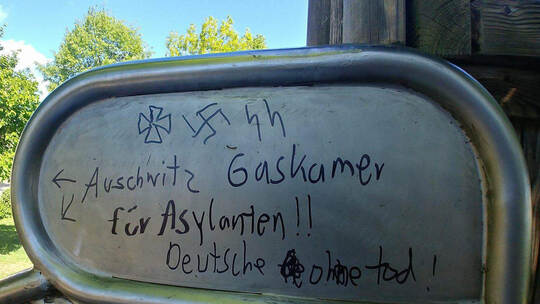 ← Auschwitz Gaskamer
↙ für Asylanten!!
Deutsche ohne tod!